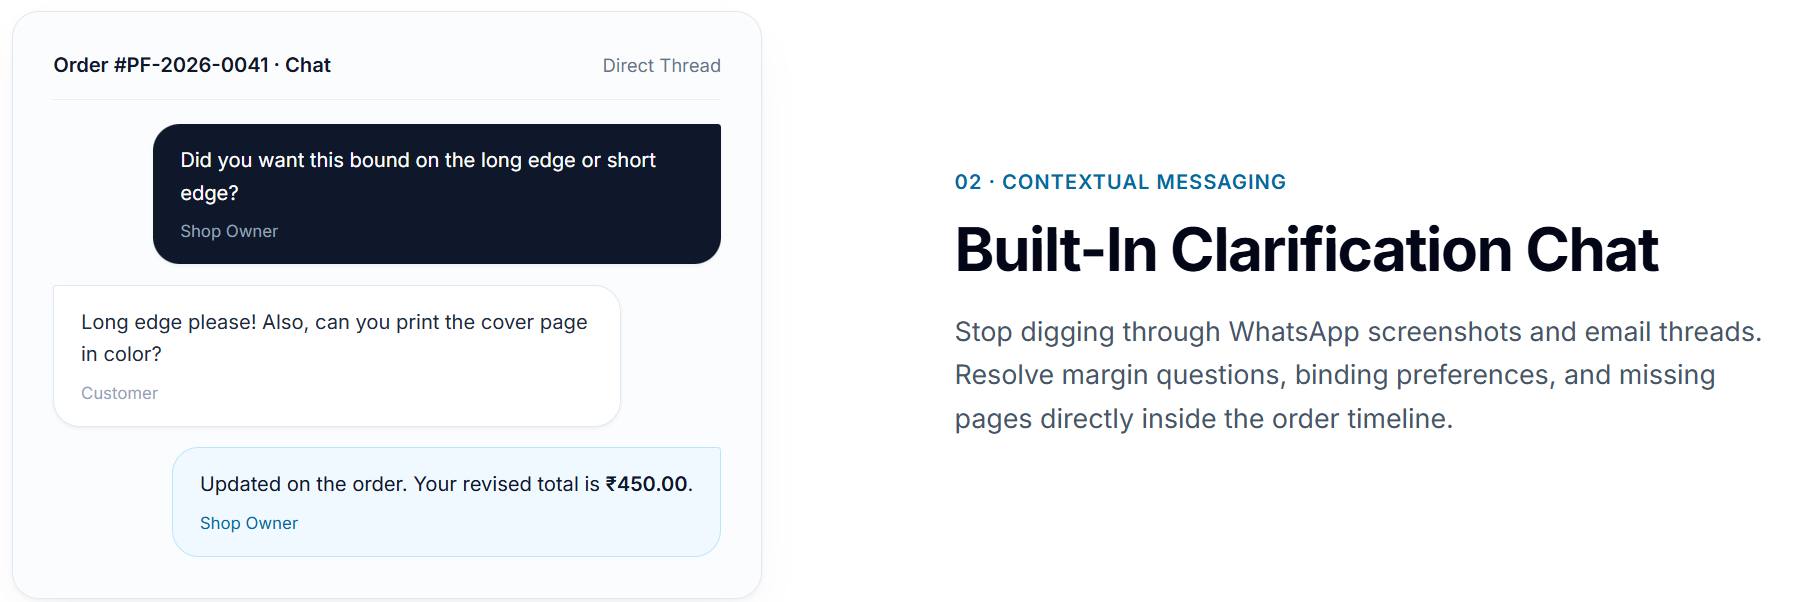 Order #PF-2026-0041 · Chat
Direct Thread
Did you want this bound on the long edge or short
edge?
Shop Owner
Long edge please! Also, can you print the cover page
in color?
Customer
Updated on the order. Your revised total is ₹450.00.
Shop Owner
02 · CONTEXTUAL MESSAGING
Built-In Clarification Chat
Stop digging through WhatsApp screenshots and email threads.
Resolve margin questions, binding preferences, and missing
pages directly inside the order timeline.